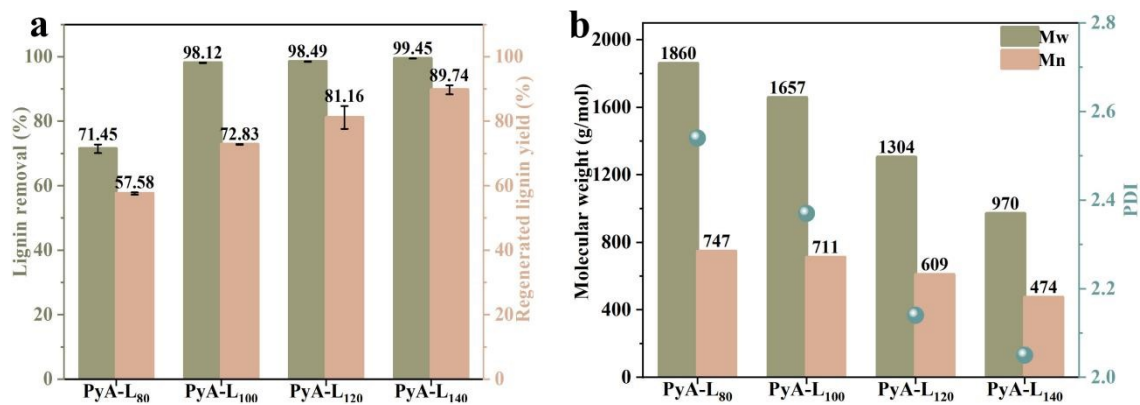 a
Lignin removal (%)
100
80
60
40
20
0
71.45
57.58
98.12
72.83
98.49
81.16
99.45
89.74
100
80
60
40
20
0
Regenerated lignin yield (%)
PyA-L80
PyA-L100
PyA-L120
PyA-L140
b
Mw
Mn
Molecular weight (g/mol)
2000
1600
1200
800
400
0
1860
747
1657
711
1304
609
970
474
2.8
2.6
2.4
2.2
2.0
PDI
PyA-L80
PyA-L100
PyA-L120
PyA-L140